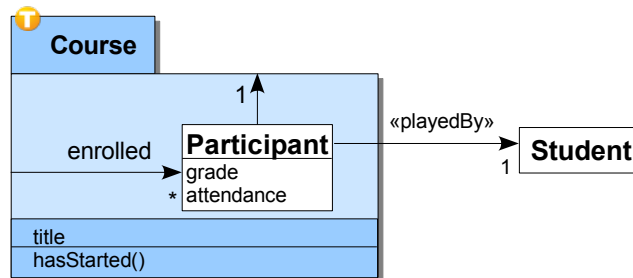 T
Course
1
«playedBy»
enrolled
Participant
Student
grade
1
* attendance
title
hasStarted()